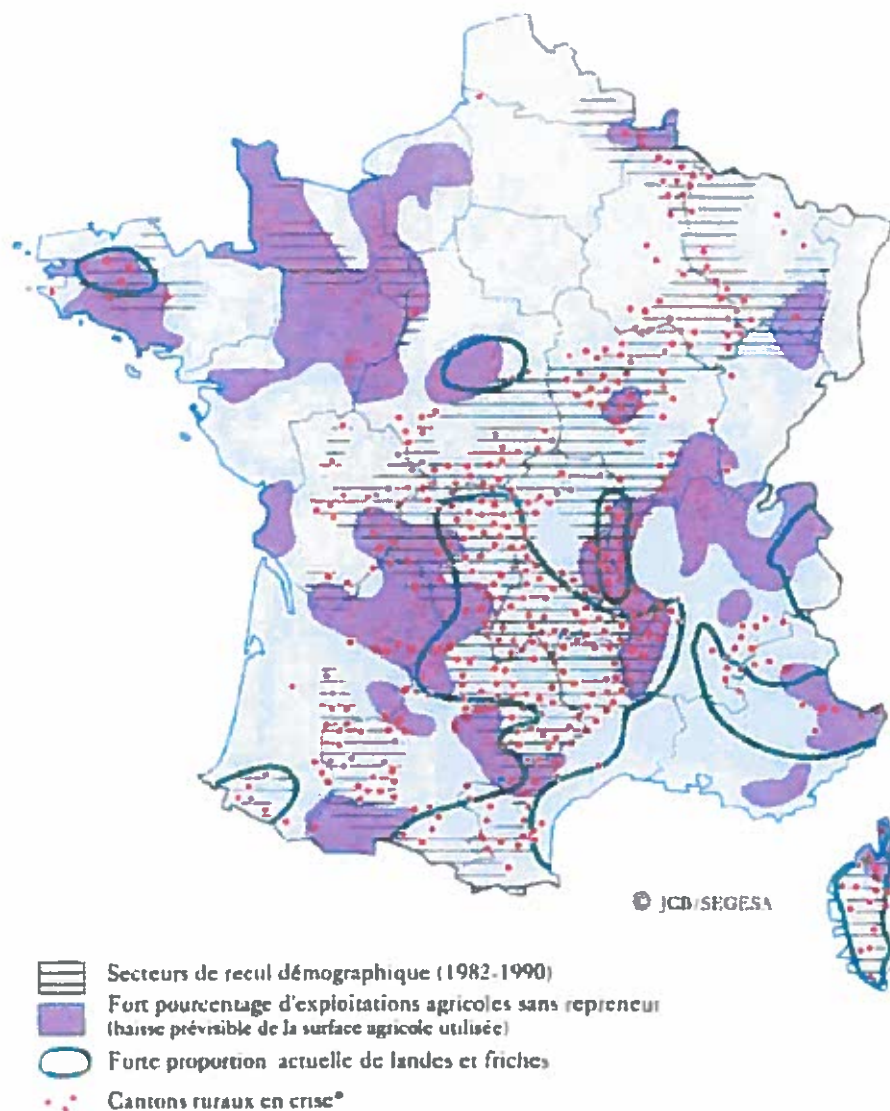 © JCB/SEGESA
Secteurs de recul démographique (1982-1990)
Fort pourcentage d'exploitations agricoles sans repreneur
(baisse prévisible de la surface agricole utilisée)
Forte proportion actuelle de landes et friches
Cantons ruraux en crise*